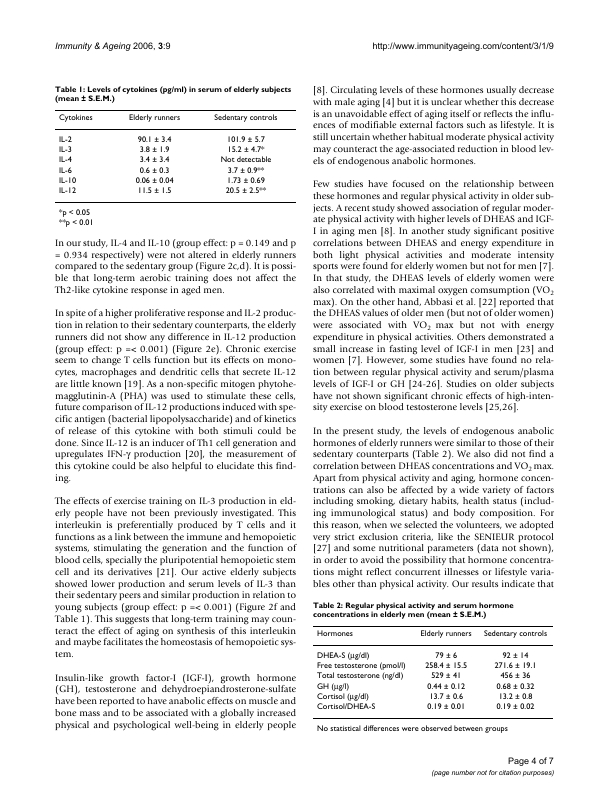 Immunity & Ageing 2006, 3:9
http://www.immunityageing.com/content/3/1/9
Table 1: Levels of cytokines (pg/ml) in serum of elderly subjects
(mean ± S.E.M.)
Cytokines Elderly runners Sedentary controls
IL-2 90.1 ± 3.4 101.9 ± 5.7
IL-3 3.8 ± 1.9 15.2 ± 4.7*
IL-4 3.4 ± 3.4 Not detectable
IL-6 0.6 ± 0.3 3.7 ± 0.9**
IL-10 0.06 ± 0.04 1.73 ± 0.69
IL-12 11.5 ± 1.5 20.5 ± 2.5**
*p < 0.05
**p < 0.01
In our study, IL-4 and IL-10 (group effect: p = 0.149 and p
= 0.934 respectively) were not altered in elderly runners
compared to the sedentary group (Figure 2c,d). It is possi-
ble that long-term aerobic training does not affect the
Th2-like cytokine response in aged men.
In spite of a higher proliferative response and IL-2 produc-
tion in relation to their sedentary counterparts, the elderly
runners did not show any difference in IL-12 production
(group effect: p =< 0.001) (Figure 2e). Chronic exercise
seem to change T cells function but its effects on mono-
cytes, macrophages and dendritic cells that secrete IL-12
are little known [19]. As a non-specific mitogen phytohe-
magglutinin-A (PHA) was used to stimulate these cells,
future comparison of IL-12 productions induced with spe-
cific antigen (bacterial lipopolysaccharide) and of kinetics
of release of this cytokine with both stimuli could be
done. Since IL-12 is an inducer of Th1 cell generation and
upregulates IFN-γ production [20], the measurement of
this cytokine could be also helpful to elucidate this find-
ing.
The effects of exercise training on IL-3 production in eld-
erly people have not been previously investigated. This
interleukin is preferentially produced by T cells and it
functions as a link between the immune and hemopoietic
systems, stimulating the generation and the function of
blood cells, specially the pluripotential hemopoietic stem
cell and its derivatives [21]. Our active elderly subjects
showed lower production and serum levels of IL-3 than
their sedentary peers and similar production in relation to
young subjects (group effect: p =< 0.001) (Figure 2f and
Table 1). This suggests that long-term training may coun-
teract the effect of aging on synthesis of this interleukin
and maybe facilitates the homeostasis of hemopoietic sys-
tem.
Insulin-like growth factor-I (IGF-I), growth hormone
(GH), testosterone and dehydroepiandrosterone-sulfate
have been reported to have anabolic effects on muscle and
bone mass and to be associated with a globally increased
physical and psychological well-being in elderly people
[8]. Circulating levels of these hormones usually decrease
with male aging [4] but it is unclear whether this decrease
is an unavoidable effect of aging itself or reflects the influ-
ences of modifiable external factors such as lifestyle. It is
still uncertain whether habitual moderate physical activity
may counteract the age-associated reduction in blood lev-
els of endogenous anabolic hormones.
Few studies have focused on the relationship between
these hormones and regular physical activity in older sub-
jects. A recent study showed association of regular moder-
ate physical activity with higher levels of DHEAS and IGF-
I in aging men [8]. In another study significant positive
correlations between DHEAS and energy expenditure in
both light physical activities and moderate intensity
sports were found for elderly women but not for men [7].
In that study, the DHEAS levels of elderly women were
also correlated with maximal oxygen comsumption (VO2
max). On the other hand, Abbasi et al. [22] reported that
the DHEAS values of older men (but not of older women)
were associated with VO2 max but not with energy
expenditure in physical activities. Others demonstrated a
small increase in fasting level of IGF-I in men [23] and
women [7]. However, some studies have found no rela-
tion between regular physical activity and serum/plasma
levels of IGF-I or GH [24-26]. Studies on older subjects
have not shown significant chronic effects of high-inten-
sity exercise on blood testosterone levels [25,26].
In the present study, the levels of endogenous anabolic
hormones of elderly runners were similar to those of their
sedentary counterparts (Table 2). We also did not find a
correlation between DHEAS concentrations and VO2 max.
Apart from physical activity and aging, hormone concen-
trations can also be affected by a wide variety of factors
including smoking, dietary habits, health status (includ-
ing immunological status) and body composition. For
this reason, when we selected the volunteers, we adopted
very strict exclusion criteria, like the SENIEUR protocol
[27] and some nutritional parameters (data not shown),
in order to avoid the possibility that hormone concentra-
tions might reflect concurrent illnesses or lifestyle varia-
bles other than physical activity. Our results indicate that
Table 2: Regular physical activity and serum hormone
concentrations in elderly men (mean ± S.E.M.)
Hormones Elderly runners Sedentary controls
DHEA-S (μg/dl) 79 ± 6 92 ± 14
Free testosterone (pmol/l) 258.4 ± 15.5 271.6 ± 19.1
Total testosterone (ng/dl) 529 ± 41 456 ± 36
GH (μg/l) 0.44 ± 0.12 0.68 ± 0.32
Cortisol (μg/dl) 13.7 ± 0.6 13.2 ± 0.8
Cortisol/DHEA-S 0.19 ± 0.01 0.19 ± 0.02
No statistical differences were observed between groups
Page 4 of 7
(page number not for citation purposes)